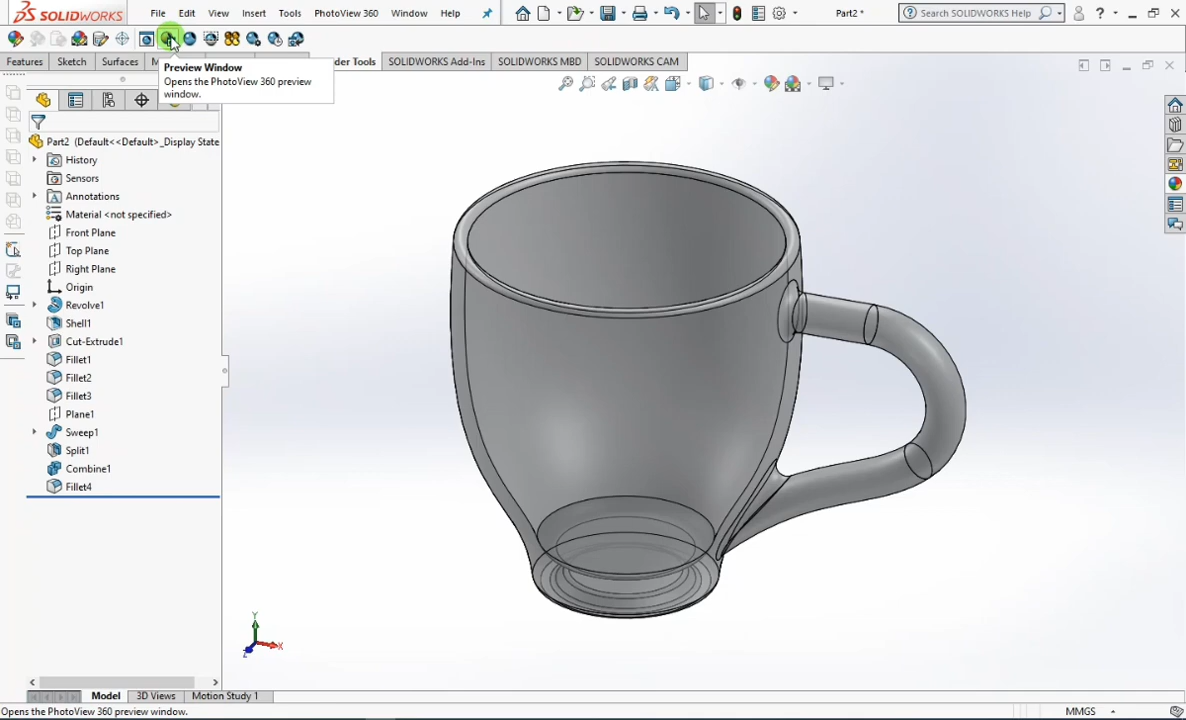 SOLIDWORKS File Edit View Insert Tools PhotoView 360 Window Help Part2 * Search SOLIDWORKS Help
Preview Window
Opens the PhotoView 360 preview
window.
Features Sketch Surfaces der Tools SOLIDWORKS Add-Ins SOLIDWORKS MBD SOLIDWORKS CAM
Part2 (Default<<Default>_Display State
History
Sensors
Annotations
Material <not specified>
Front Plane
Top Plane
Right Plane
Origin
Revolve1
Shell1
Cut-Extrude1
Fillet1
Fillet2
Fillet3
Plane1
Sweep1
Split1
Combine1
Fillet4
Y
X
Z
Model 3D Views Motion Study 1
Opens the PhotoView 360 preview window. MMGS